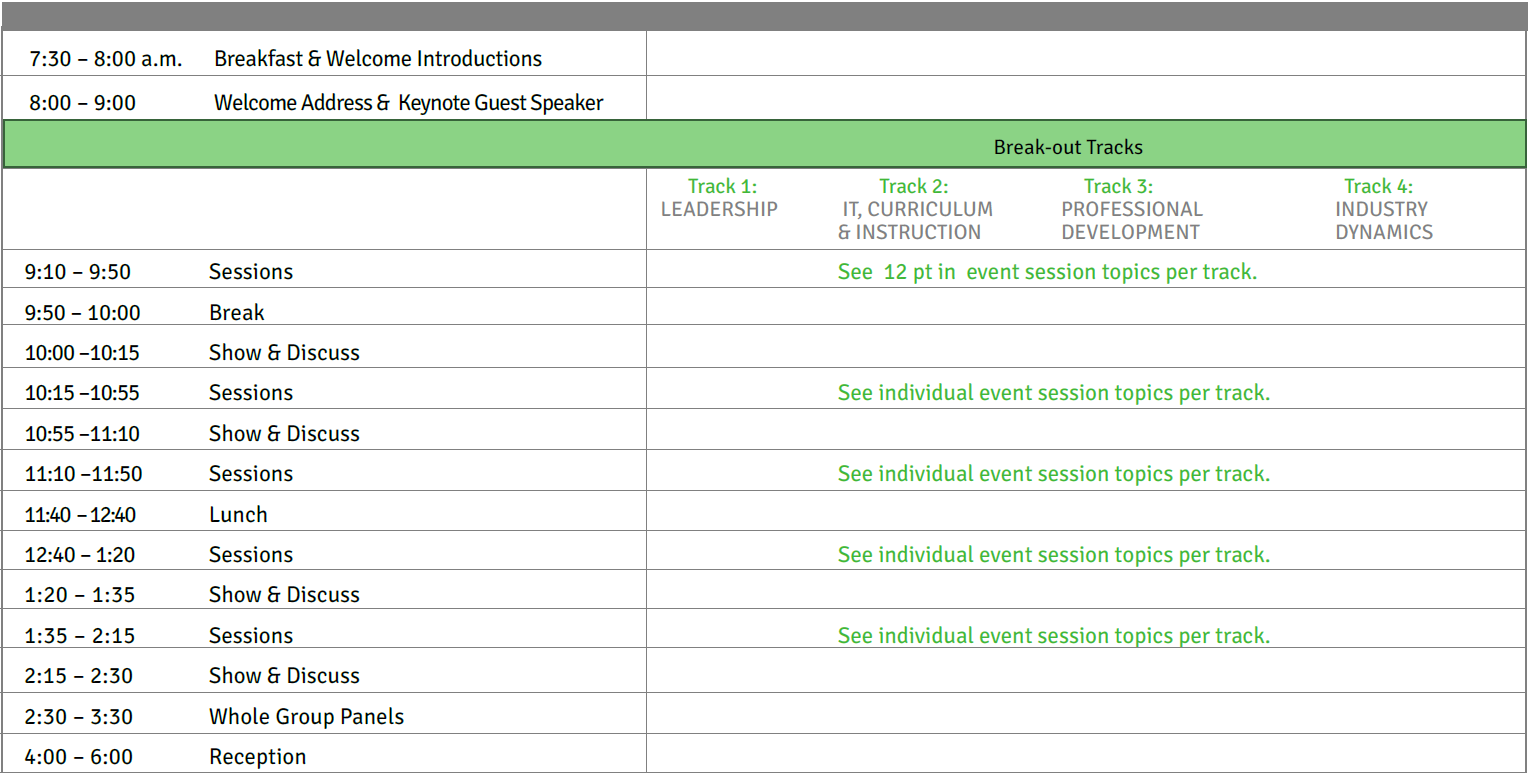 7:30 – 8:00 a.m. Breakfast & Welcome Introductions
8:00 – 9:00 Welcome Address & Keynote Guest Speaker
Break-out Tracks
Track 1: Track 2: Track 3: Track 4:
LEADERSHIP IT, CURRICULUM PROFESSIONAL INDUSTRY
& INSTRUCTION DEVELOPMENT DYNAMICS
9:10 – 9:50 Sessions See 12 pt in event session topics per track.
9:50 – 10:00 Break
10:00 –10:15 Show & Discuss
10:15 –10:55 Sessions See individual event session topics per track.
10:55 –11:10 Show & Discuss
11:10 –11:50 Sessions See individual event session topics per track.
11:40 –12:40 Lunch
12:40 – 1:20 Sessions See individual event session topics per track.
1:20 – 1:35 Show & Discuss
1:35 – 2:15 Sessions See individual event session topics per track.
2:15 – 2:30 Show & Discuss
2:30 – 3:30 Whole Group Panels
4:00 – 6:00 Reception